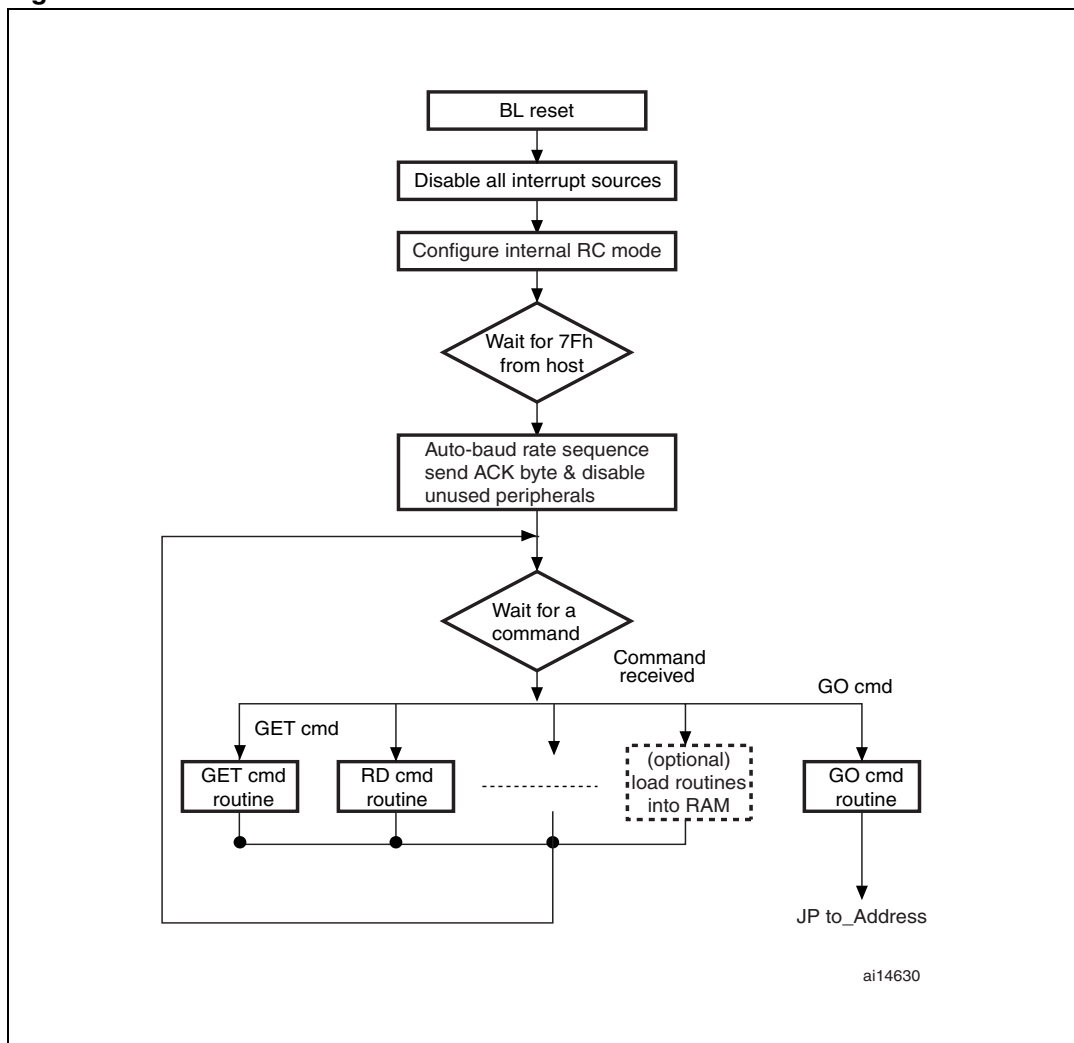 BL reset
Disable all interrupt sources
Configure internal RC mode
Wait for 7Fh
from host
Auto-baud rate sequence
send ACK byte & disable
unused peripherals
Wait for a
command
Command
received
GO cmd
GET cmd
GET cmd
routine
RD cmd
routine
(optional)
load routines
into RAM
GO cmd
routine
JP to_Address
ai14630